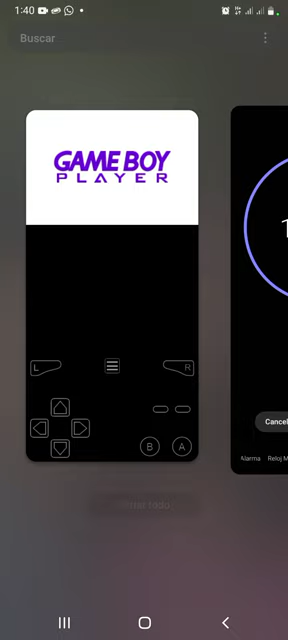 1:40
Buscar
GAME BOY
PLAYER
L
R
B
A
Cancel
Alarma
Reloj M